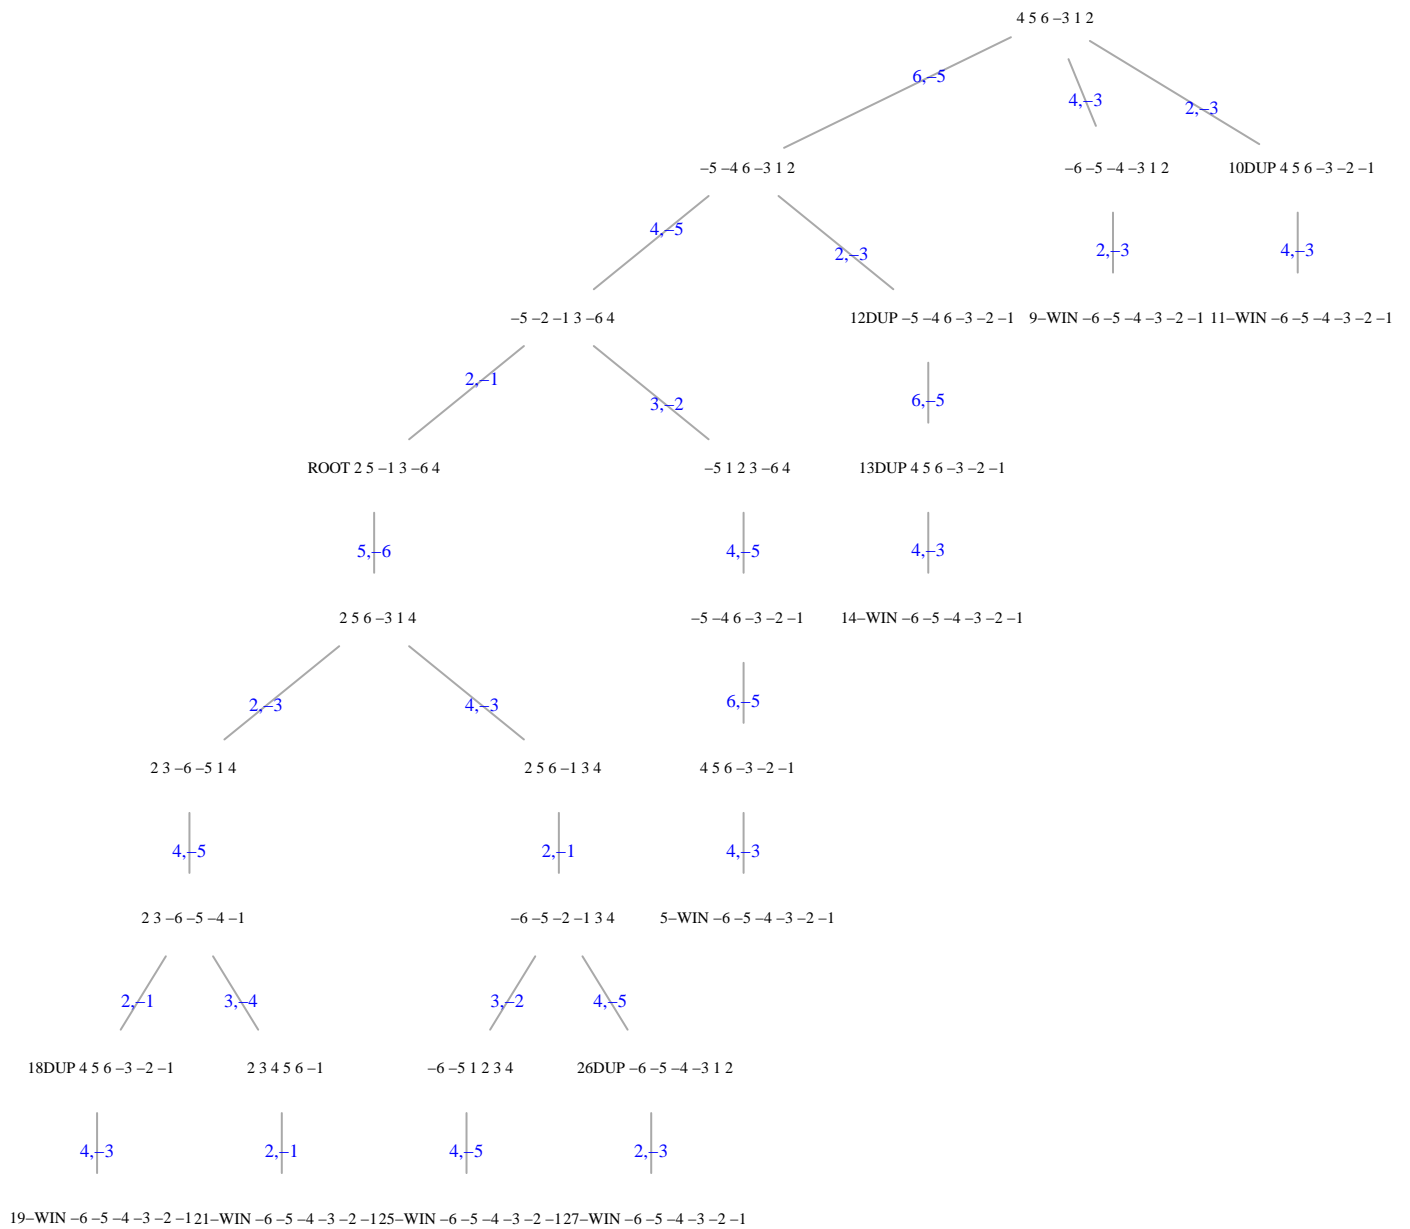 4 5 6 −3 1 2
6,−5
4,−3
2,−3
−5 −4 6 −3 1 2
−6 −5 −4 −3 1 2
10DUP 4 5 6 −3 −2 −1
4,−5
2,−3
2,−3
4,−3
−5 −2 −1 3 −6 4
12DUP −5 −4 6 −3 −2 −1
9−WIN −6 −5 −4 −3 −2 −1
11−WIN −6 −5 −4 −3 −2 −1
2,−1
3,−2
6,−5
ROOT 2 5 −1 3 −6 4
−5 1 2 3 −6 4
13DUP 4 5 6 −3 −2 −1
5,−6
4,−5
4,−3
2 5 6 −3 1 4
−5 −4 6 −3 −2 −1
14−WIN −6 −5 −4 −3 −2 −1
2,−3
4,−3
6,−5
2 3 −6 −5 1 4
2 5 6 −1 3 4
4 5 6 −3 −2 −1
4,−5
2,−1
4,−3
2 3 −6 −5 −4 −1
−6 −5 −2 −1 3 4
5−WIN −6 −5 −4 −3 −2 −1
2,−1
3,−4
3,−2
4,−5
18DUP 4 5 6 −3 −2 −1
2 3 4 5 6 −1
−6 −5 1 2 3 4
26DUP −6 −5 −4 −3 1 2
4,−3
2,−1
4,−5
2,−3
19−WIN −6 −5 −4 −3 −2 −1
21−WIN −6 −5 −4 −3 −2 −1
25−WIN −6 −5 −4 −3 −2 −1
27−WIN −6 −5 −4 −3 −2 −1